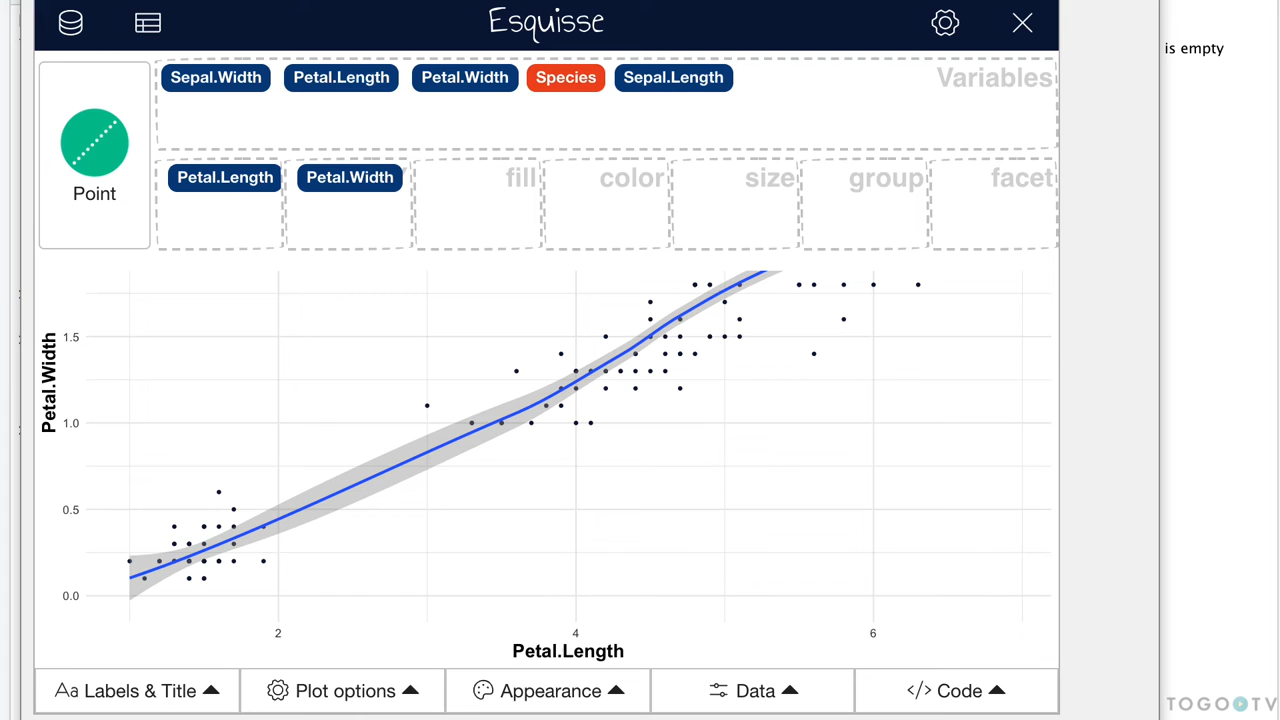 Esquisse
is empty
Sepal.Width Petal.Length Petal.Width Species Sepal.Length Variables
Point
Petal.Length Petal.Width fill color size group facet
Petal.Width
1.5
1.0
0.5
0.0
2 4 6
Petal.Length
Aa Labels & Title Plot options Appearance Data </> Code
TOGO TV